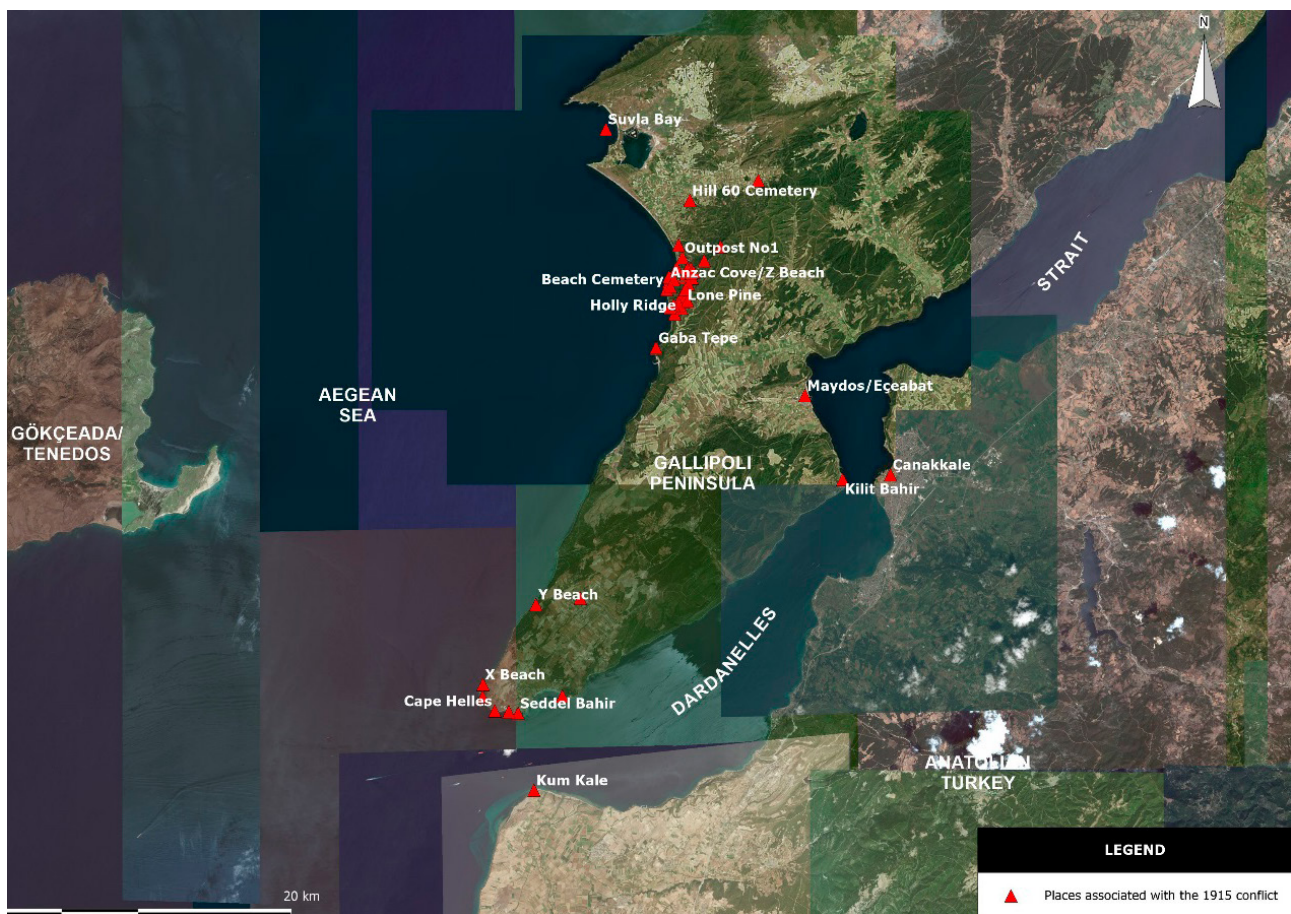 N
Suvla Bay
Hill 60 Cemetery
Outpost No1
Beach Cemetery
Anzac Cove/Z Beach
Lone Pine
Holly Ridge
Gaba Tepe
STRAIT
Maydos/Eçeabat
AEGEAN
SEA
GÖKÇEADA/
TENEDOS
GALLIPOLI
PENINSULA
Çanakkale
Kilit Bahir
Y Beach
DARDANELLES
X Beach
Cape Helles
Seddel Bahir
ANATOLIAN
TURKEY
Kum Kale
LEGEND
20 km
Places associated with the 1915 conflict